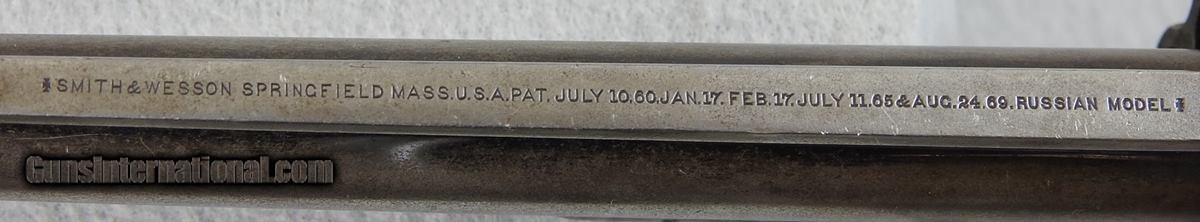 SMITH & WESSON SPRINGFIELD MASS. U.S.A. PAT. JULY 10.60. JAN. 17. FEB. 17. JULY 11.65 & AUG. 24.69. RUSSIAN MODEL
GunsInternational.com